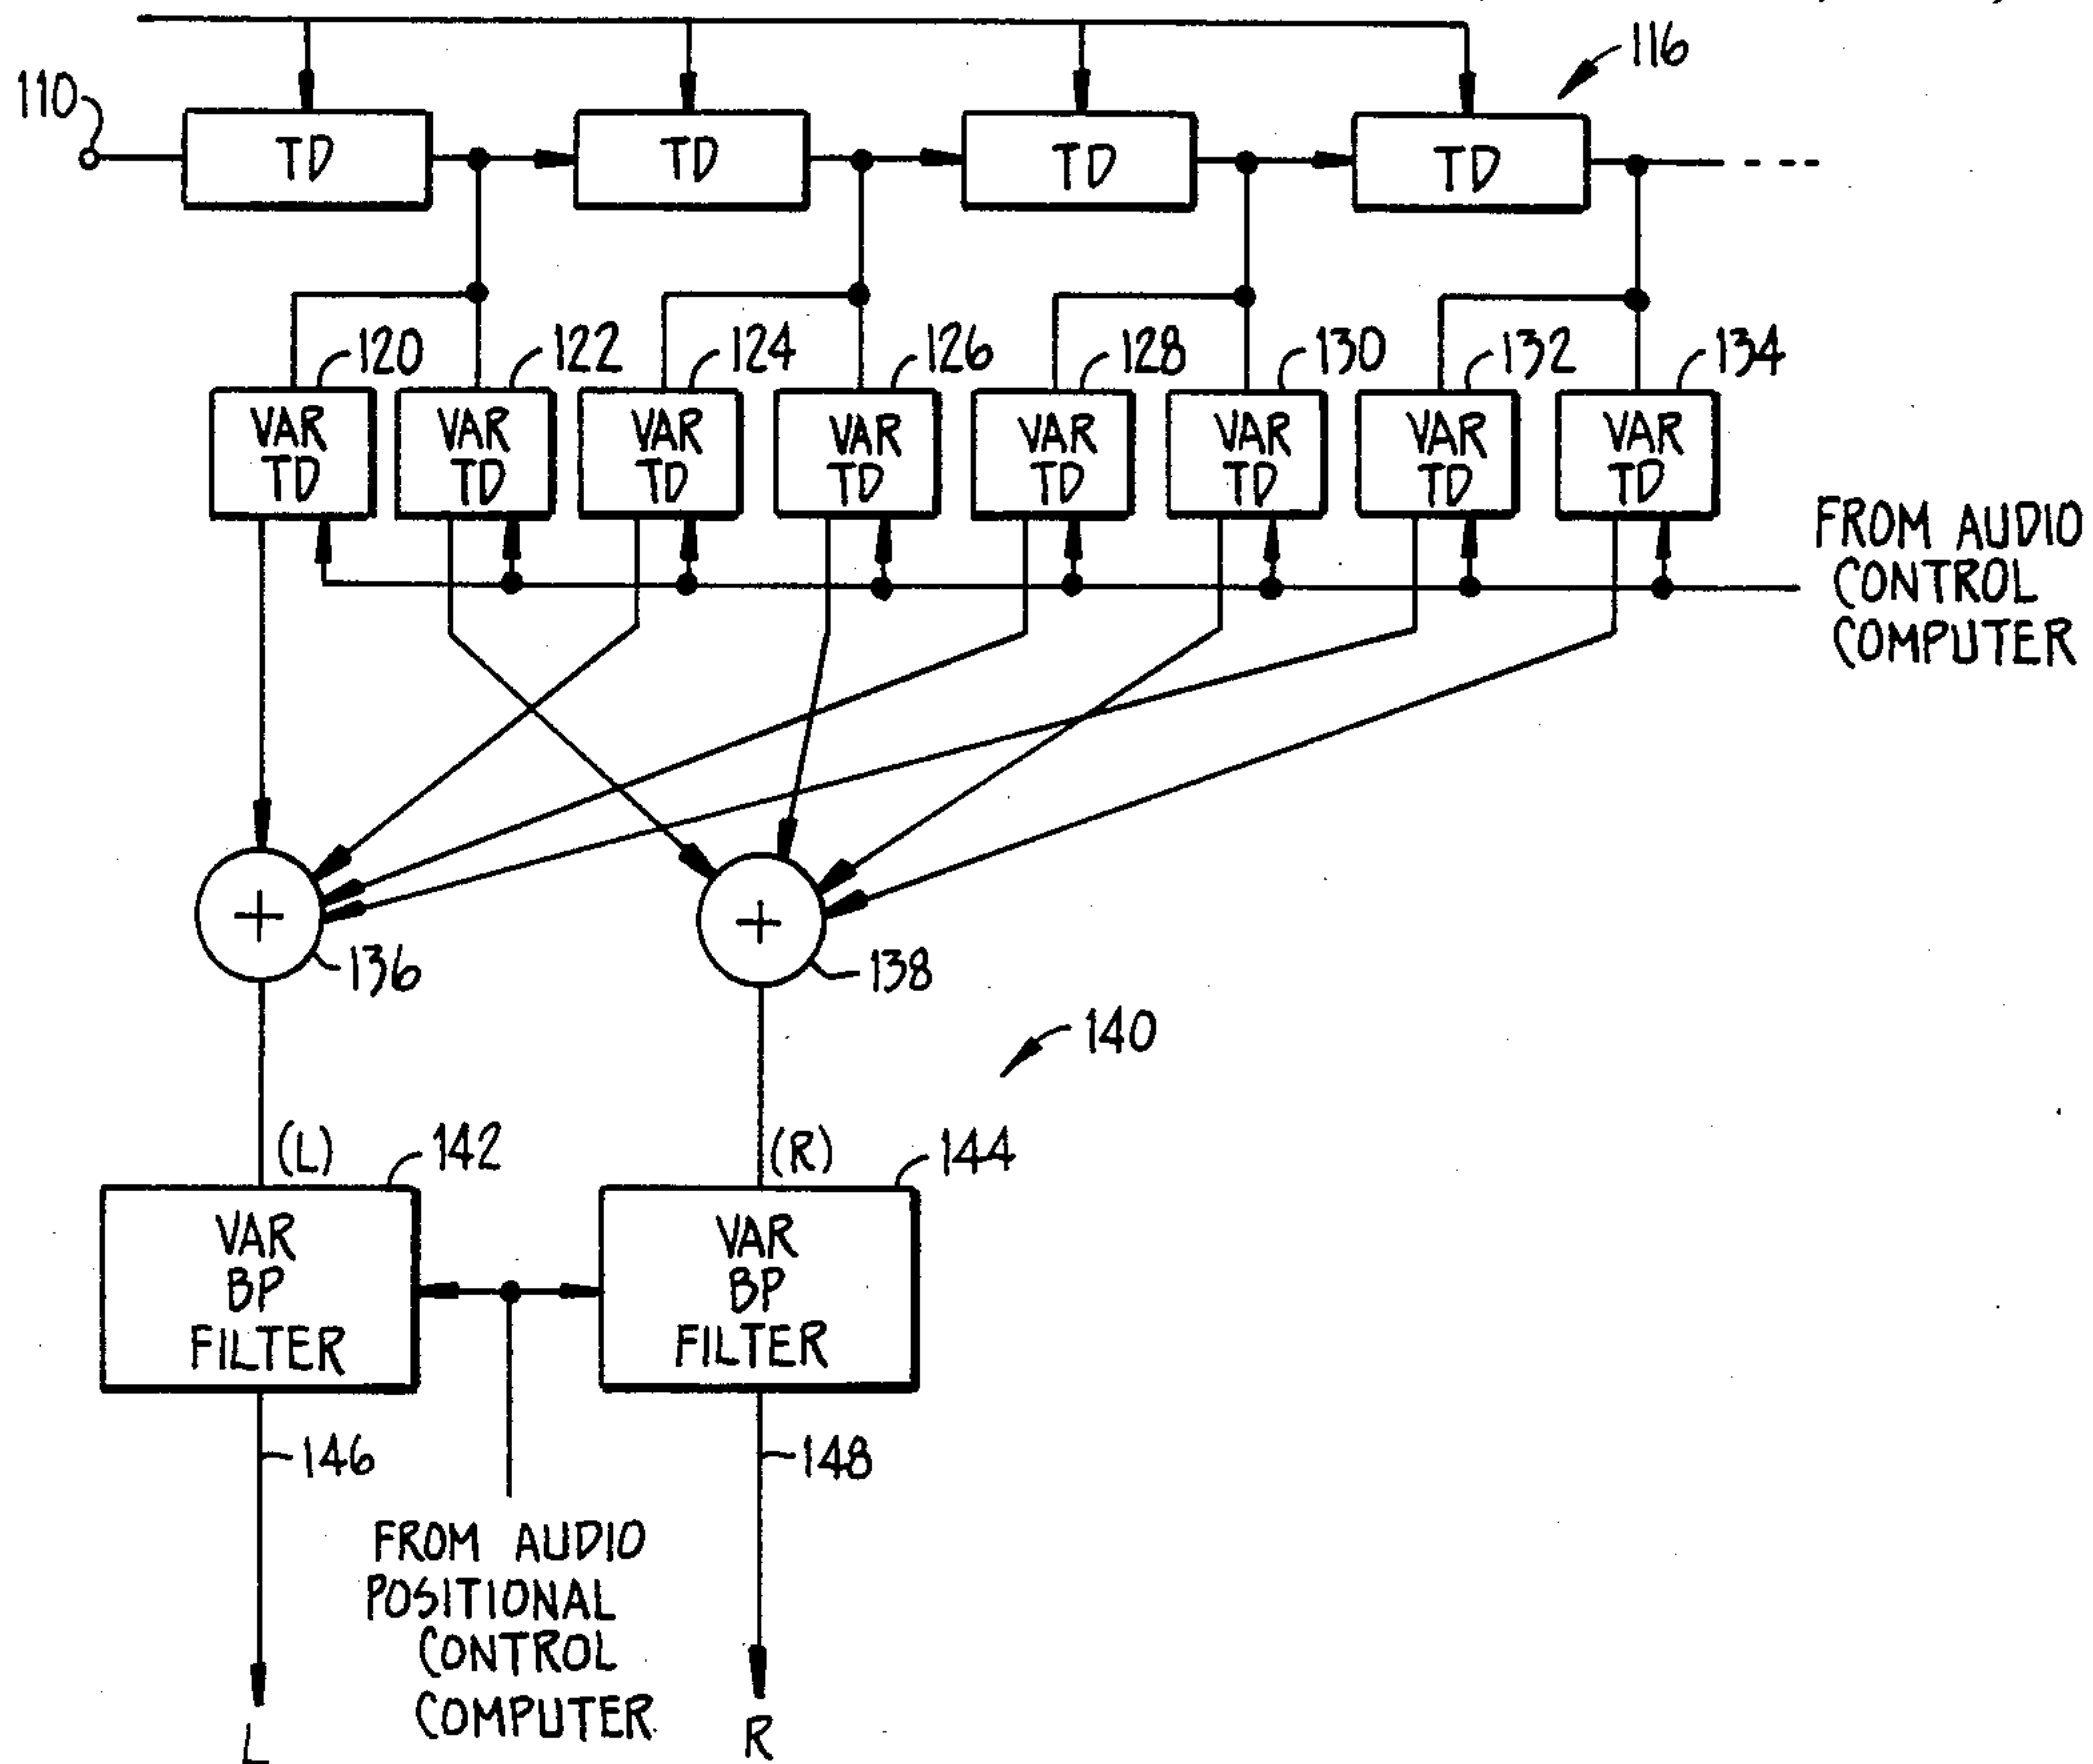 116
110
TD
TD
TD
TD
120
122
124
126
128
130
132
134
VAR
TD
VAR
TD
VAR
TD
VAR
TD
VAR
TD
VAR
TD
VAR
TD
VAR
TD
FROM AUDIO
CONTROL
COMPUTER
+
136
+
138
140
(L)
142
(R)
144
VAR
BP
FILTER
VAR
BP
FILTER
146
148
FROM AUDIO
POSITIONAL
CONTROL
COMPUTER
L
R